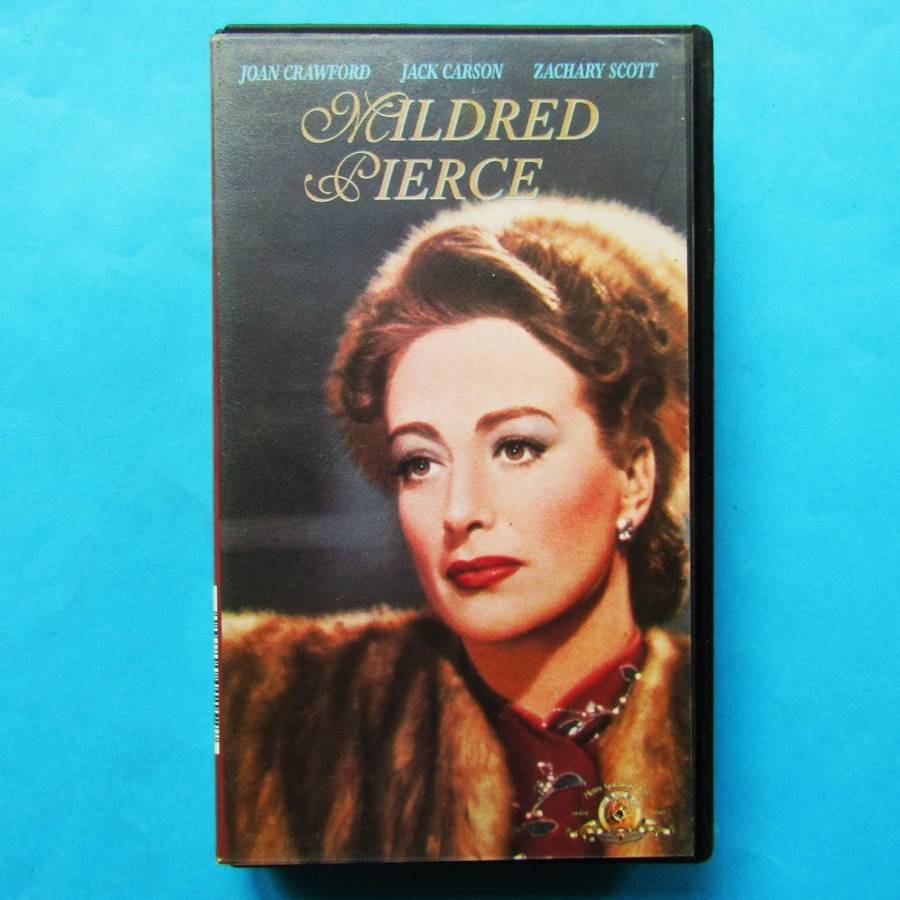 JOAN CRAWFORD JACK CARSON ZACHARY SCOTT
MILDRED
PIERCE